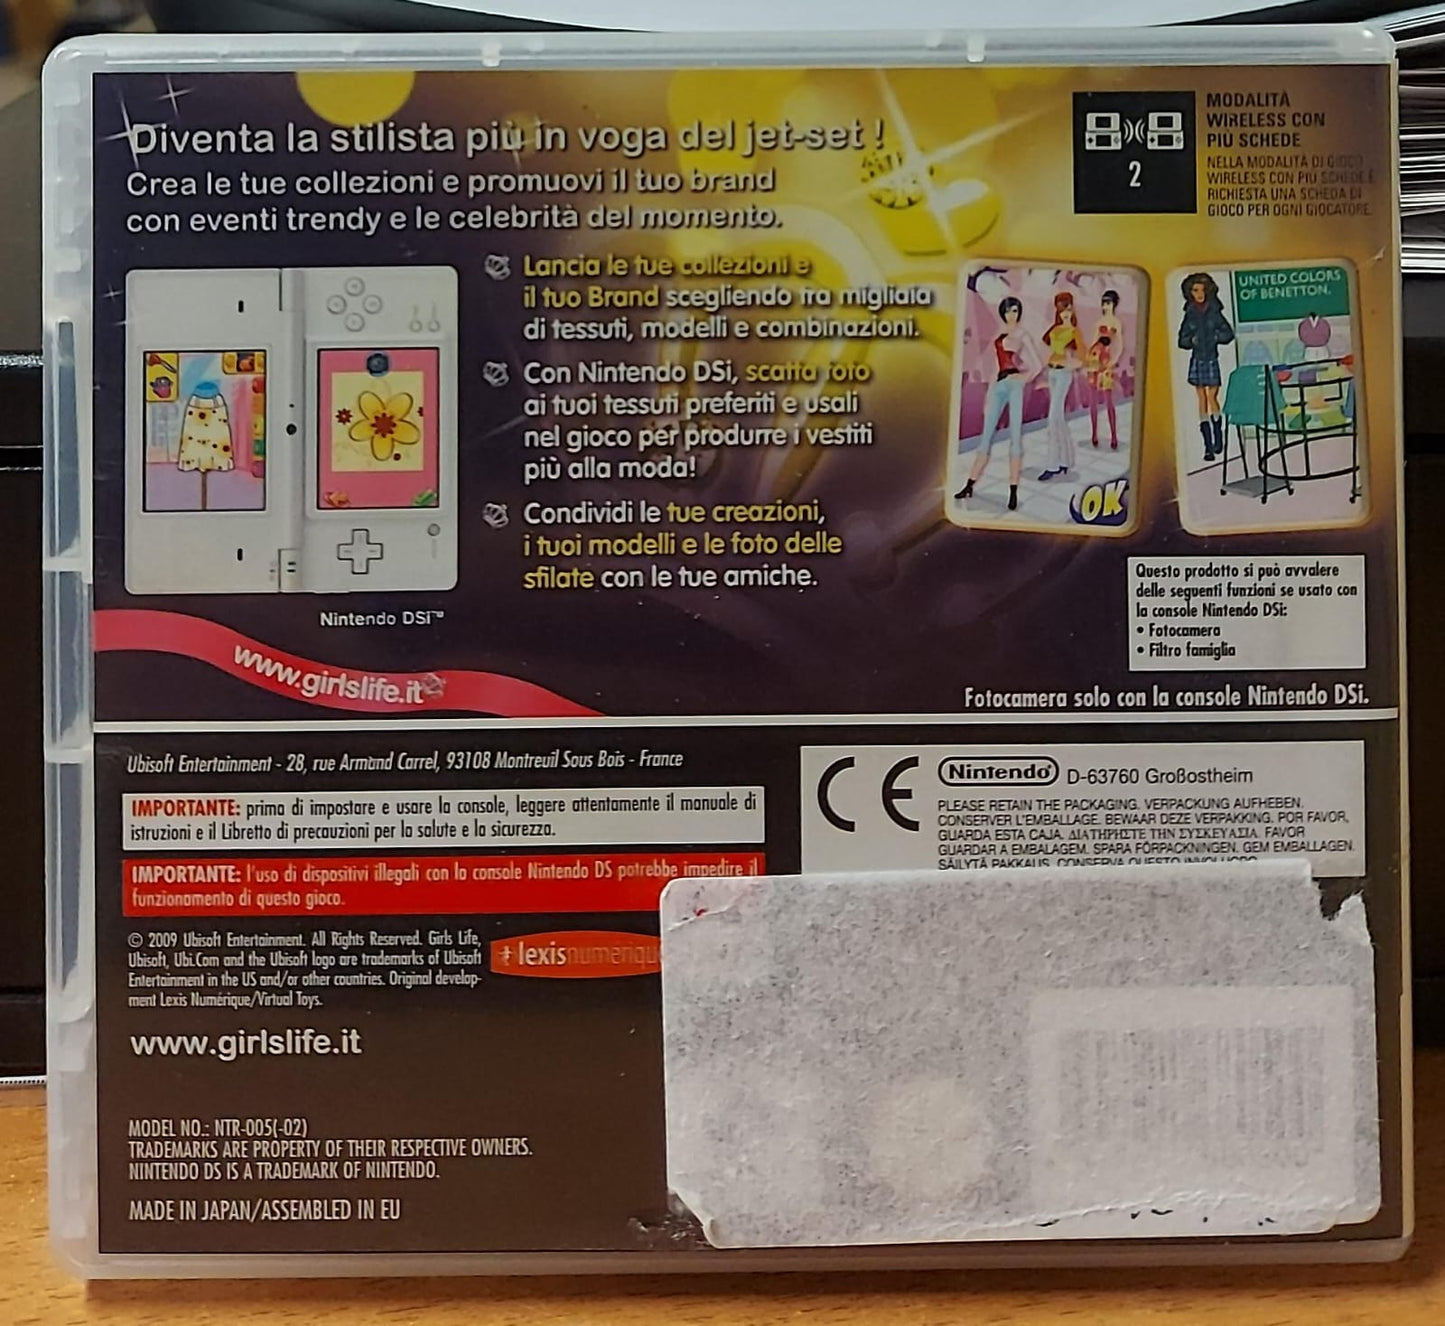 Diventa la stilista più in voga del jet-set !
Crea le tue collezioni e promuovi il tuo brand
con eventi trendy e le celebrità del momento.
MODALITÀ
WIRELESS CON
PIÙ SCHEDE
2
NELLA MODALITÀ DI GIOCO
WIRELESS CON PIÙ SCHEDE È
RICHIESTA UNA SCHEDA DI
GIOCO PER OGNI GIOCATORE.
Lancia le tue collezioni e
il tuo Brand scegliendo tra migliaia
di tessuti, modelli e combinazioni.
Con Nintendo DSi, scatta foto
ai tuoi tessuti preferiti e usali
nel gioco per produrre i vestiti
più alla moda!
Condividi le tue creazioni,
i tuoi modelli e le foto delle
sfilate con le tue amiche.
UNITED COLORS
OF BENETTON.
OK
Nintendo DSi™
www.girlslife.it
Questo prodotto si può avvalere
delle seguenti funzioni se usato con
la console Nintendo DSi:
• Fotocamera
• Filtro famiglia
Fotocamera solo con la console Nintendo DSi.
Ubisoft Entertainment - 28, rue Armand Carrel, 93108 Montreuil Sous Bois - France
IMPORTANTE: prima di impostare e usare la console, leggere attentamente il manuale di
istruzioni e il Libretto di precauzioni per la salute e la sicurezza.
IMPORTANTE: l'uso di dispositivi illegali con la console Nintendo DS potrebbe impedire il
funzionamento di questo gioco.
© 2009 Ubisoft Entertainment. All Rights Reserved. Girls Life,
Ubisoft, Ubi.Com and the Ubisoft logo are trademarks of Ubisoft
Entertainment in the US and/or other countries. Original develop-
ment Lexis Numérique/Virtual Toys.
lexisnumériqu
www.girlslife.it
MODEL NO.: NTR-005(-02)
TRADEMARKS ARE PROPERTY OF THEIR RESPECTIVE OWNERS.
NINTENDO DS IS A TRADEMARK OF NINTENDO.
MADE IN JAPAN/ASSEMBLED IN EU
CE
Nintendo D-63760 Großostheim
PLEASE RETAIN THE PACKAGING. VERPACKUNG AUFHEBEN.
CONSERVER L'EMBALLAGE. BEWAAR DEZE VERPAKKING. POR FAVOR,
GUARDA ESTA CAJA. ΔΙΑΤΗΡΗΣΤΕ ΤΗΝ ΣΥΣΚΕΥΑΣΙΑ. FAVOR
GUARDAR A EMBALAGEM. SPARA FÖRPACKNINGEN. GEM EMBALLAGEN.
SÄILYTÄ PAKKAUS. CONSERVA QUESTO INVOLUCRO.